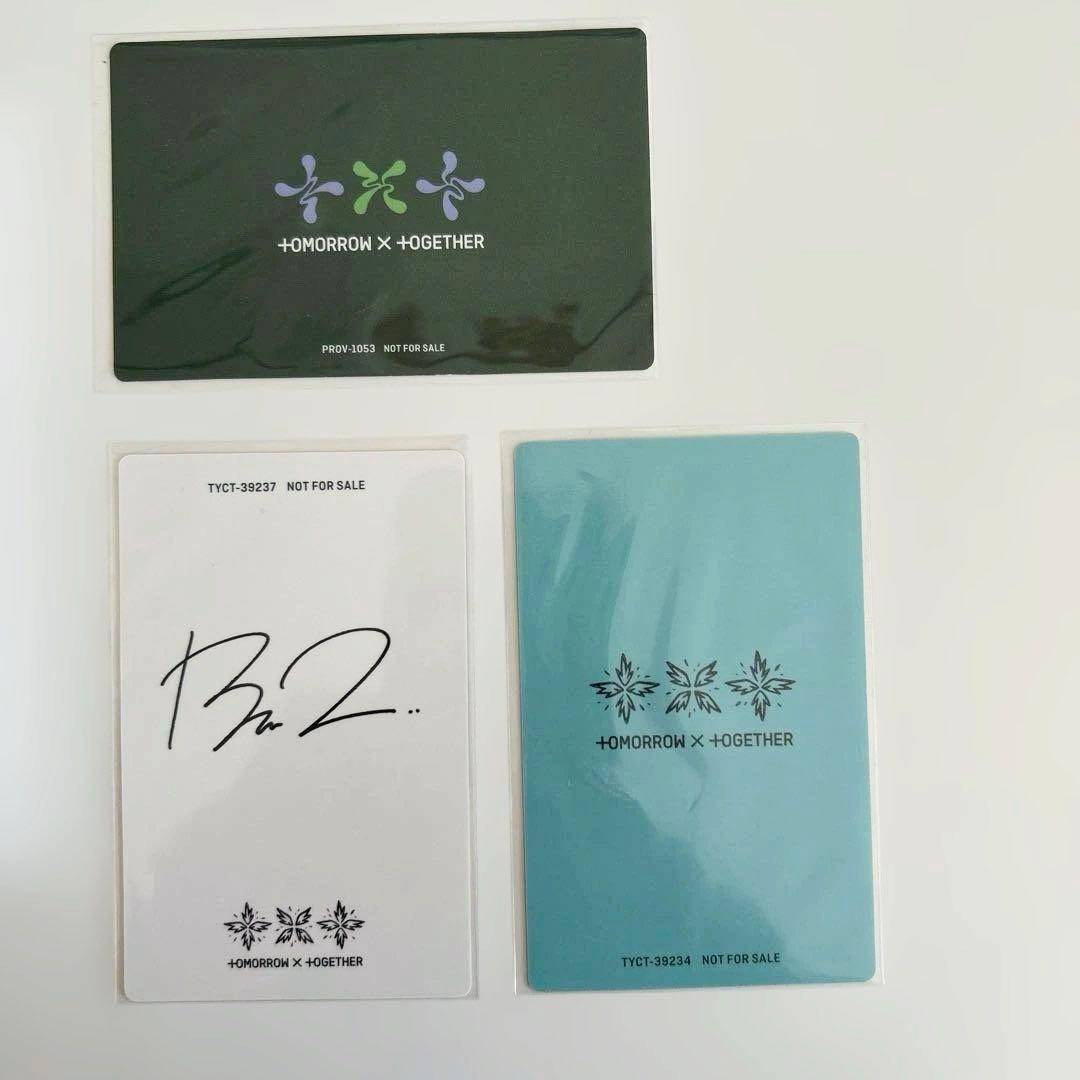 TOMORROW X TOGETHER
PROV-1053 NOT FOR SALE
TYCT-39237 NOT FOR SALE
TOMORROW X TOGETHER
TOMORROW X TOGETHER
TYCT-39234 NOT FOR SALE